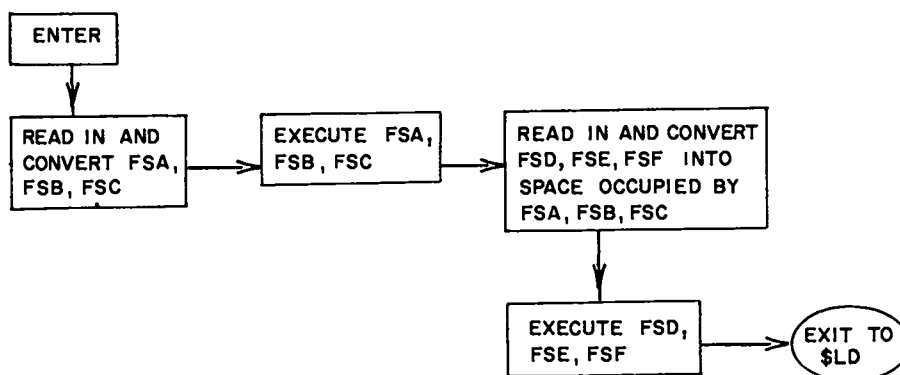 ENTER
READ IN AND
CONVERT FSA,
FSB, FSC
EXECUTE FSA,
FSB, FSC
READ IN AND CONVERT
FSD, FSE, FSF INTO
SPACE OCCUPIED BY
FSA, FSB, FSC
EXECUTE FSD,
FSE, FSF
EXIT TO
$LD